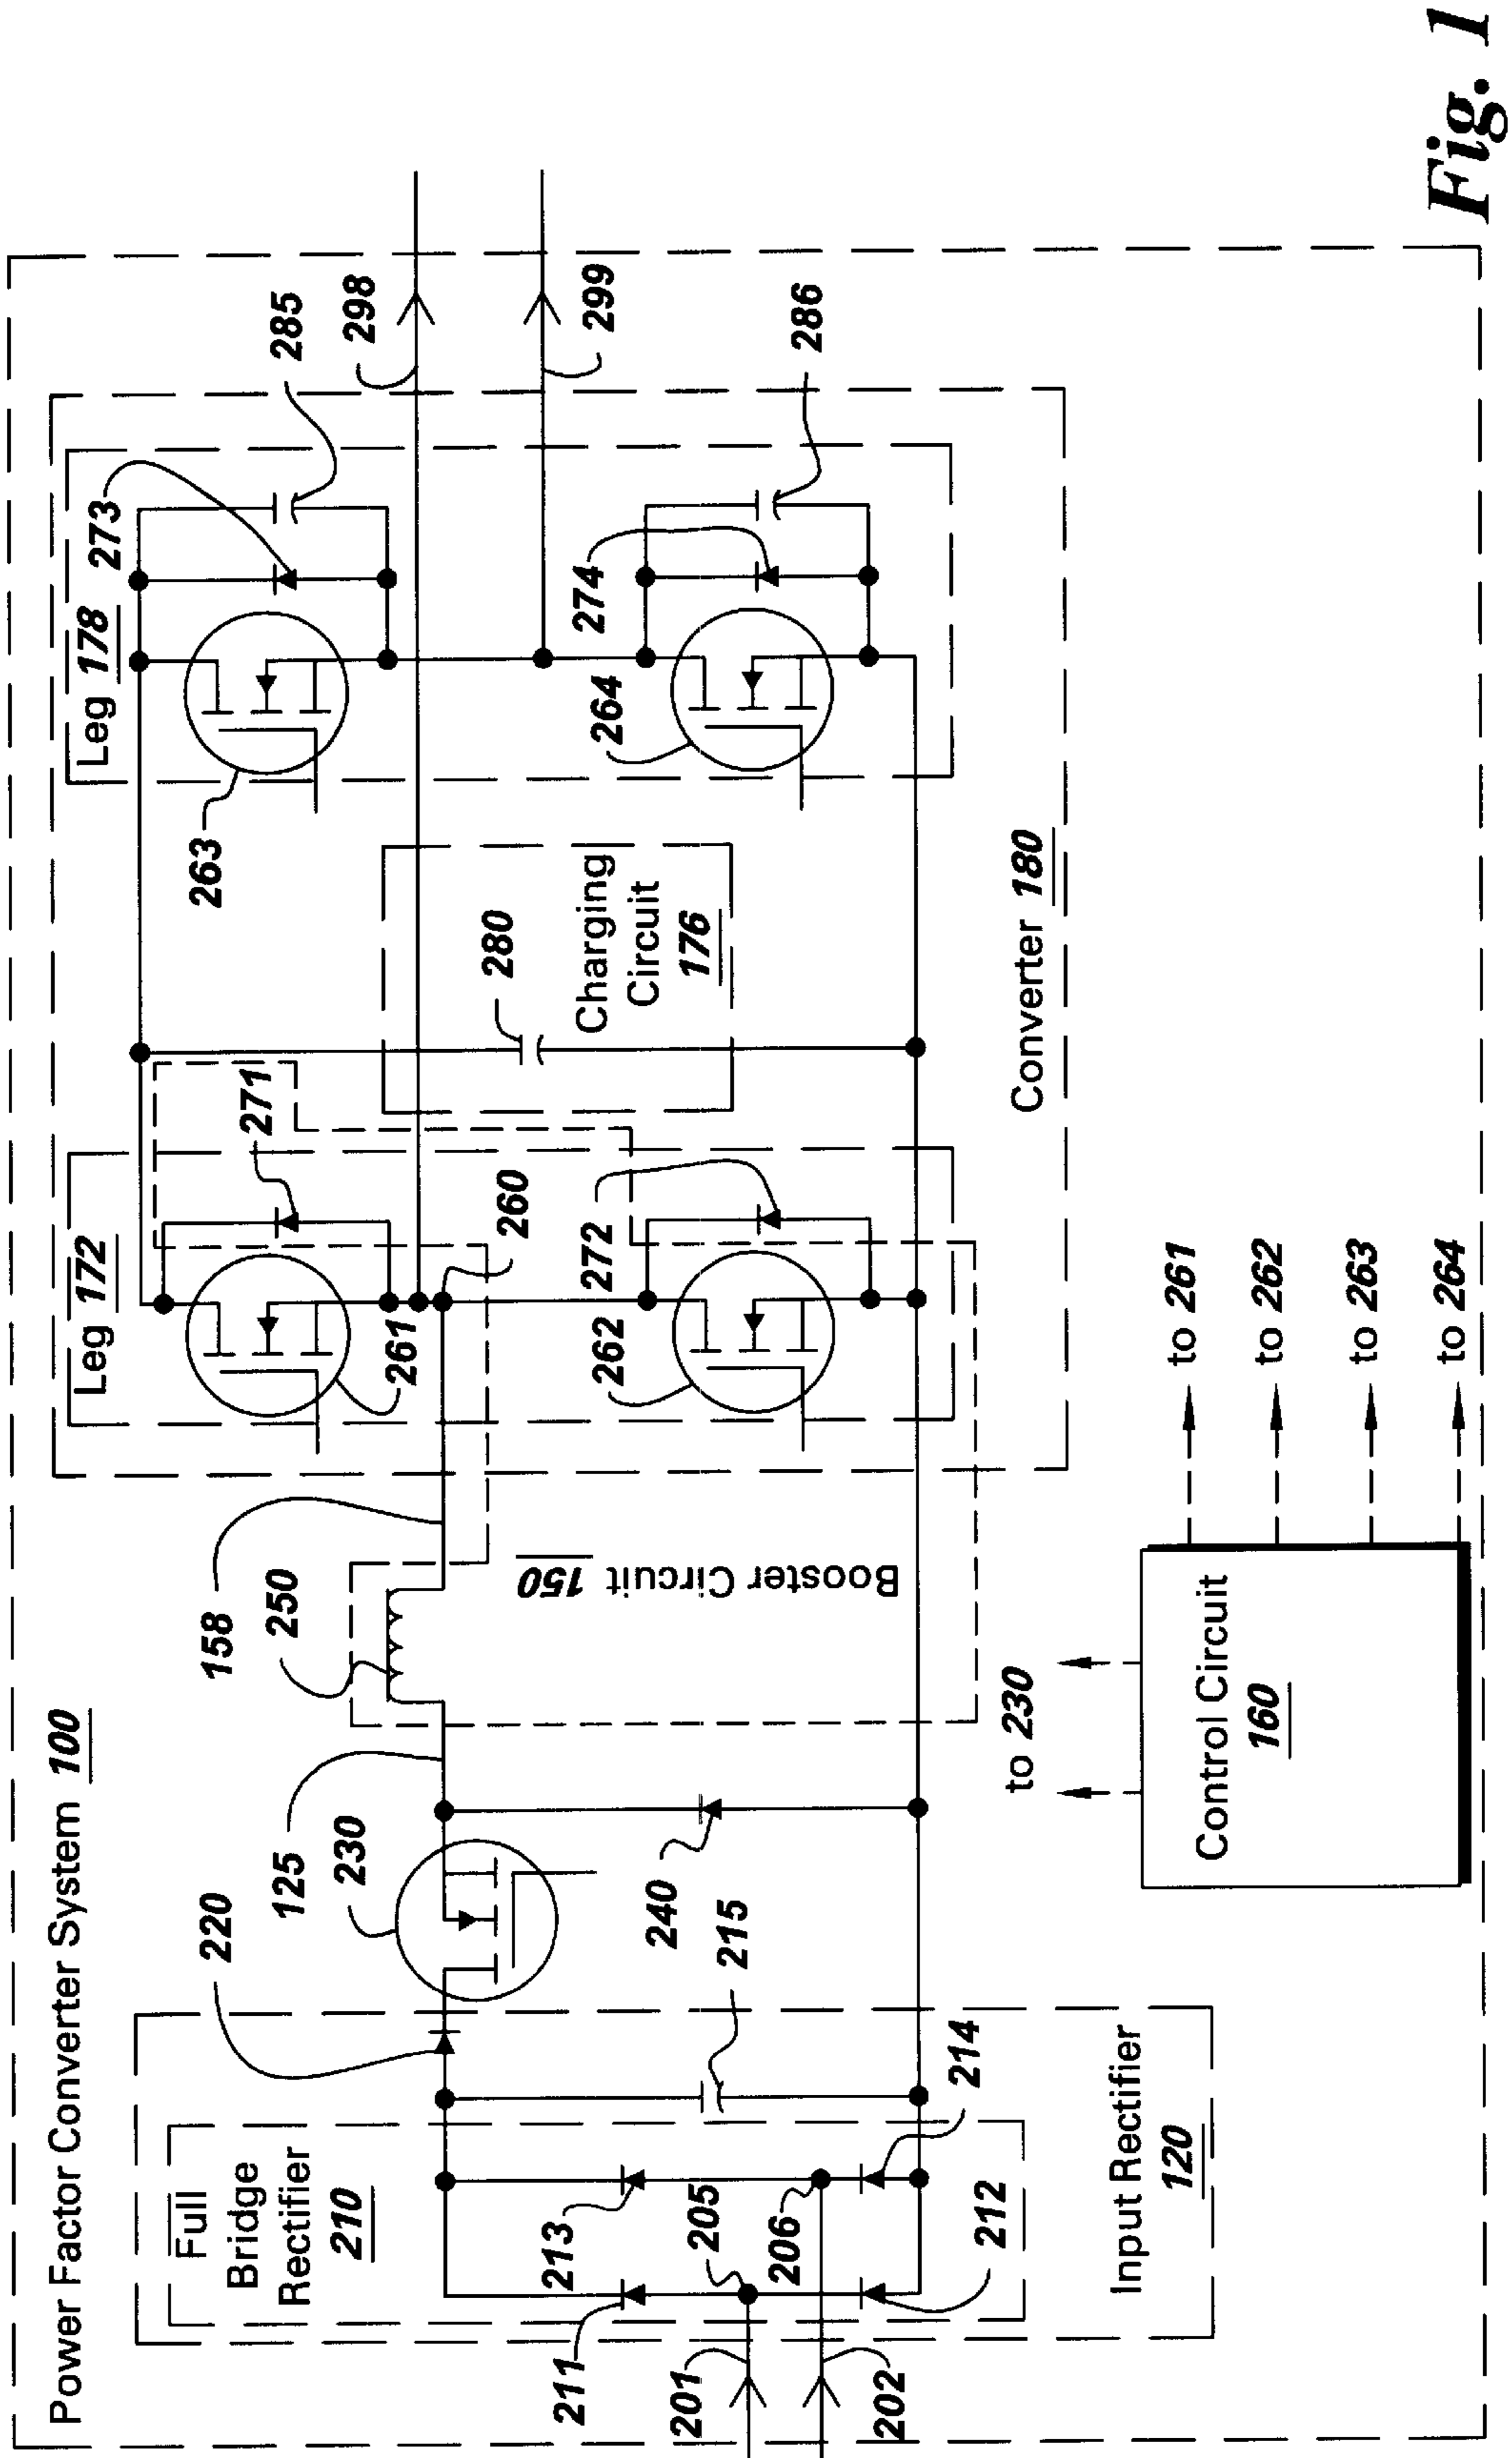 Power Factor Converter System 100
Full
Bridge
Rectifier
210
Input Rectifier
120
201
202
205
206
211
212
213
214
215
220
230
240
125
158
250
Booster Circuit 150
Leg 172
261
262
271
272
260
Charging
Circuit
176
280
Leg 178
263
264
273
274
285
286
298
299
Converter 180
Control Circuit
160
to 230
to 261
to 262
to 263
to 264
Fig. 1